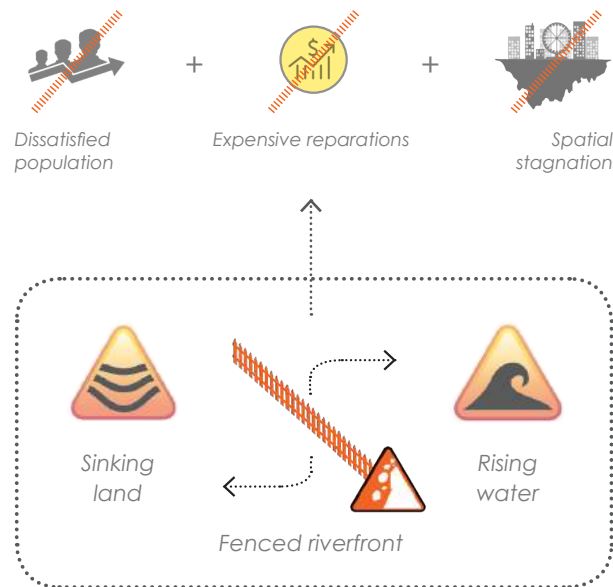 $
+
+
Dissatisfied
population
Expensive reparations
Spatial
stagnation
Sinking
land
Rising
water
Fenced riverfront